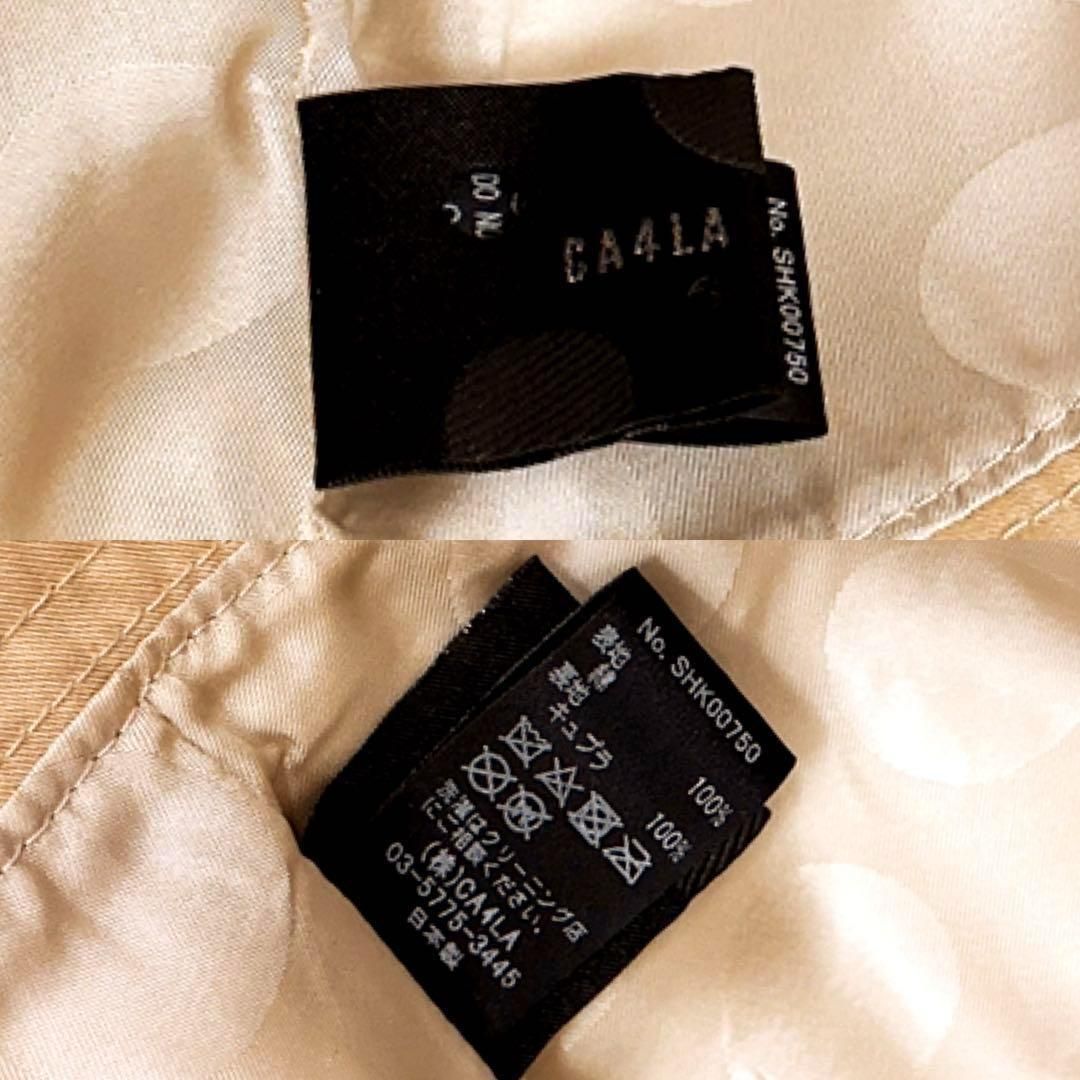 DO NO
CA4LA
No. SHK00750
No. SHK00750
表地 綿 100%
裏地 キュプラ 100%
洗濯はクリーニング店
にご相談ください.
(株)CA4LA
03-5775-3445
日本製